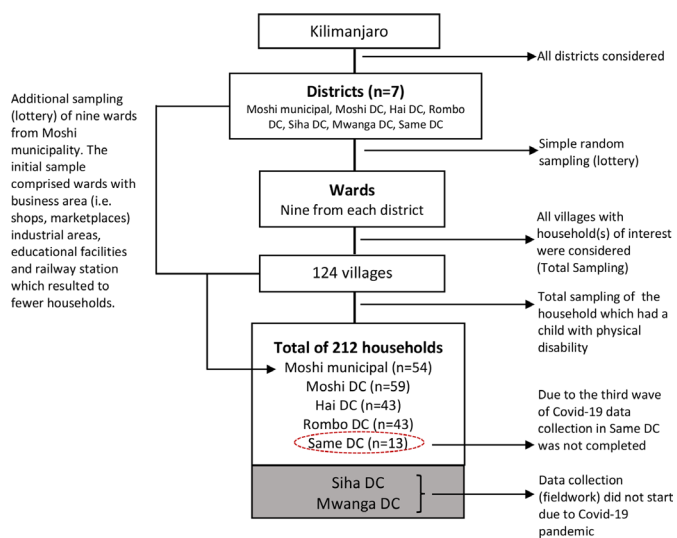 Kilimanjaro
All districts considered
Districts (n=7)
Moshi municipal, Moshi DC, Hai DC, Rombo
DC, Siha DC, Mwanga DC, Same DC
Additional sampling
(lottery) of nine wards
from Moshi
municipality. The
initial sample
comprised wards with
business area (i.e.
shops, marketplaces)
industrial areas,
educational facilities
and railway station
which resulted to
fewer households.
Simple random
sampling (lottery)
Wards
Nine from each district
All villages with
household(s) of interest
were considered
(Total Sampling)
124 villages
Total sampling of the
household which had a
child with physical
disability
Total of 212 households
Moshi municipal (n=54)
Moshi DC (n=59)
Hai DC (n=43)
Rombo DC (n=43)
Same DC (n=13)
Due to the third wave
of Covid-19 data
collection in Same DC
was not completed
Siha DC
Mwanga DC
Data collection
(fieldwork) did not start
due to Covid-19
pandemic